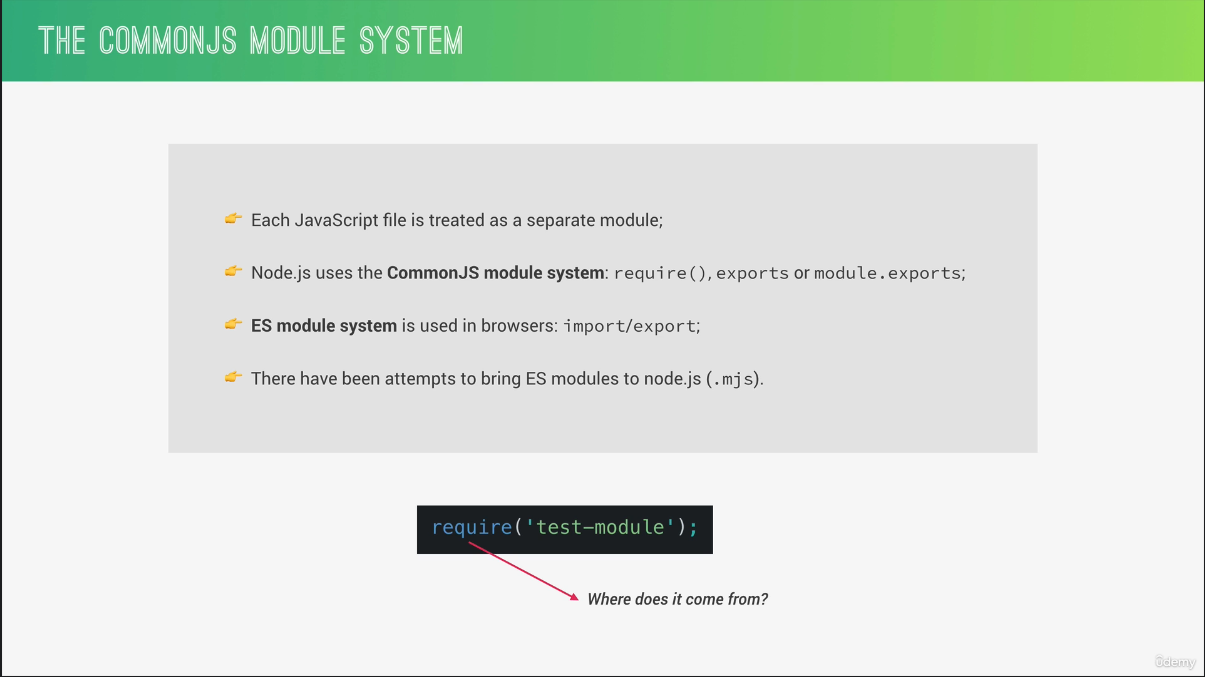 THE COMMONJS MODULE SYSTEM
👉 Each JavaScript file is treated as a separate module;
👉 Node.js uses the CommonJS module system: require(), exports or module.exports;
👉 ES module system is used in browsers: import/export;
👉 There have been attempts to bring ES modules to node.js (.mjs).
require('test-module');
Where does it come from?
ûdemy